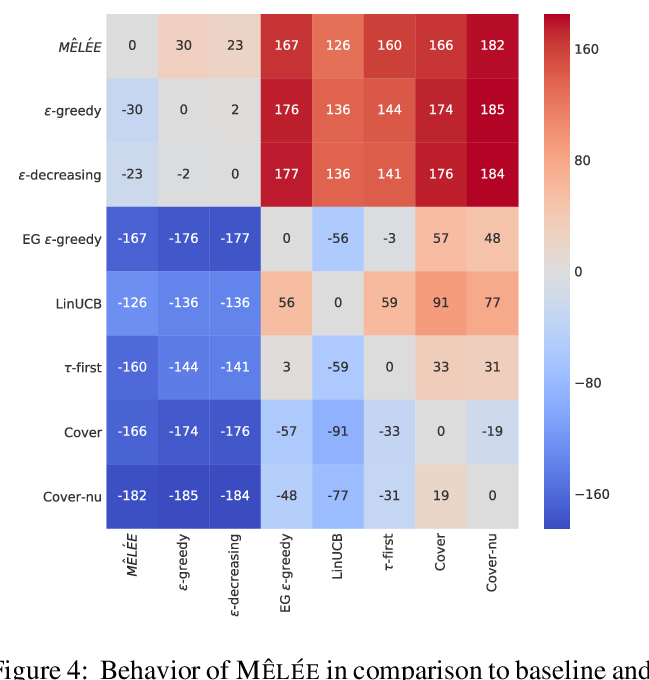 MÊLÉE 0 30 23 167 126 160 166 182
ε-greedy -30 0 2 176 136 144 174 185
ε-decreasing -23 -2 0 177 136 141 176 184
EG ε-greedy -167 -176 -177 0 -56 -3 57 48
LinUCB -126 -136 -136 56 0 59 91 77
τ-first -160 -144 -141 3 -59 0 33 31
Cover -166 -174 -176 -57 -91 -33 0 -19
Cover-nu -182 -185 -184 -48 -77 -31 19 0
MÊLÉE
ε-greedy
ε-decreasing
EG ε-greedy
LinUCB
τ-first
Cover
Cover-nu
160
80
0
−80
−160
Figure 4: Behavior of MÊLÉE in comparison to baseline and